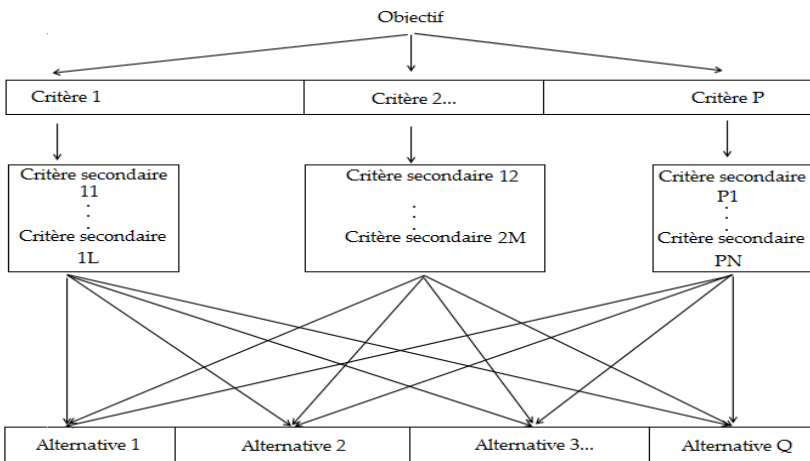 Objectif
Critère 1
Critère 2...
Critère P
Critère secondaire
11
.
.
.
Critère secondaire
1L
Critère secondaire 12
.
.
.
Critère secondaire 2M
Critère secondaire
P1
.
.
.
Critère secondaire
PN
Alternative 1
Alternative 2
Alternative 3...
Alternative Q